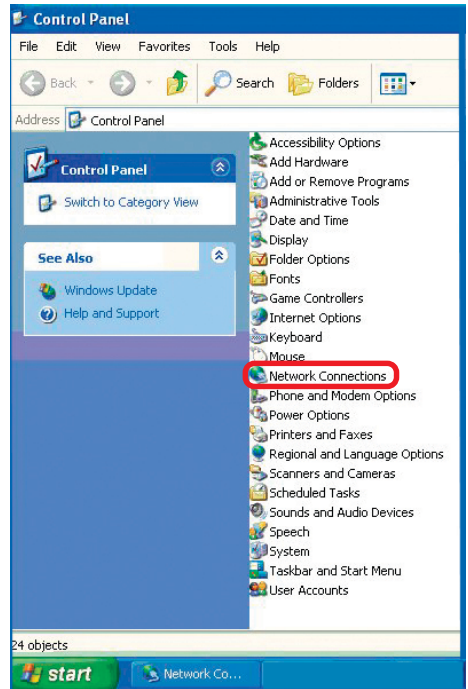 Control Panel
File Edit View Favorites Tools Help
Back Search Folders
Address Control Panel
Control Panel
Switch to Category View
See Also
Windows Update
Help and Support
Accessibility Options
Add Hardware
Add or Remove Programs
Administrative Tools
Date and Time
Display
Folder Options
Fonts
Game Controllers
Internet Options
Keyboard
Mouse
Network Connections
Phone and Modem Options
Power Options
Printers and Faxes
Regional and Language Options
Scanners and Cameras
Scheduled Tasks
Sounds and Audio Devices
Speech
System
Taskbar and Start Menu
User Accounts
24 objects
start Network Co...